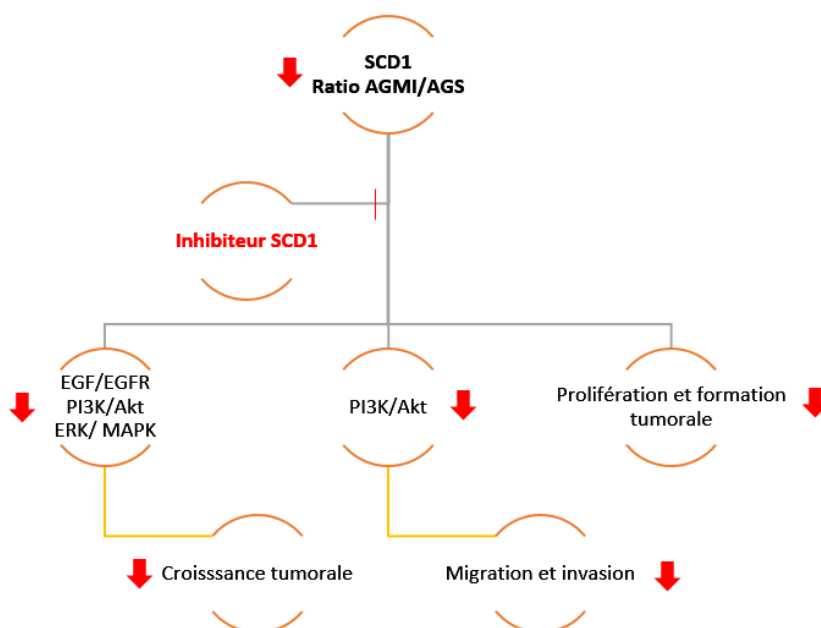 SCD1
Ratio AGMI/AGS
Inhibiteur SCD1
EGF/EGFR
PI3K/Akt
ERK/ MAPK
PI3K/Akt
Prolifération et formation
tumorale
Croisssance tumorale
Migration et invasion